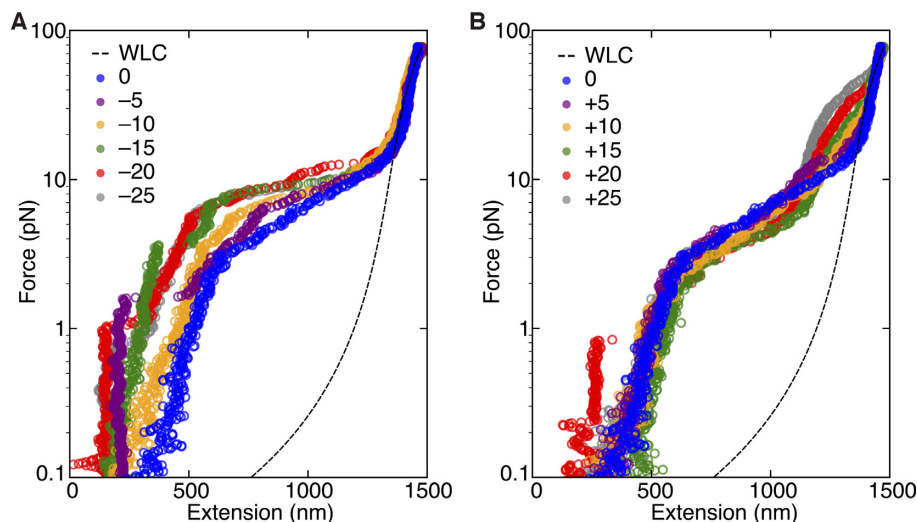 A
100
10
1
0.1
Force (pN)
-- WLC
0
–5
–10
–15
–20
–25
0 500 1000 1500
Extension (nm)
B
100
10
1
0.1
Force (pN)
-- WLC
0
+5
+10
+15
+20
+25
0 500 1000 1500
Extension (nm)